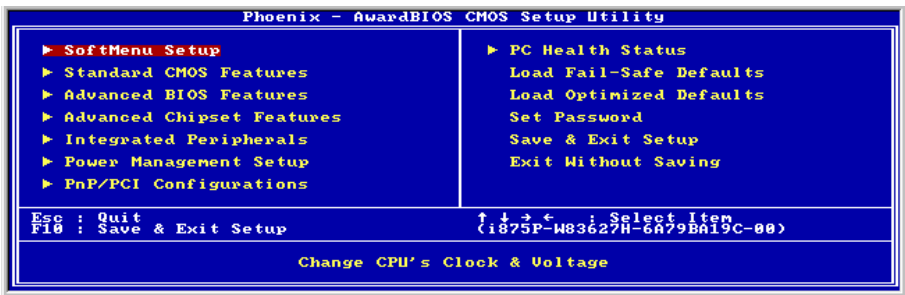 Phoenix - AwardBIOS CMOS Setup Utility
► SoftMenu Setup
► Standard CMOS Features
► Advanced BIOS Features
► Advanced Chipset Features
► Integrated Peripherals
► Power Management Setup
► PnP/PCI Configurations
► PC Health Status
Load Fail-Safe Defaults
Load Optimized Defaults
Set Password
Save & Exit Setup
Exit Without Saving
Esc : Quit
F10 : Save & Exit Setup
↑ ↓ → ← : Select Item
(i875P-W83627H-6A79BA19C-00)
Change CPU's Clock & Voltage